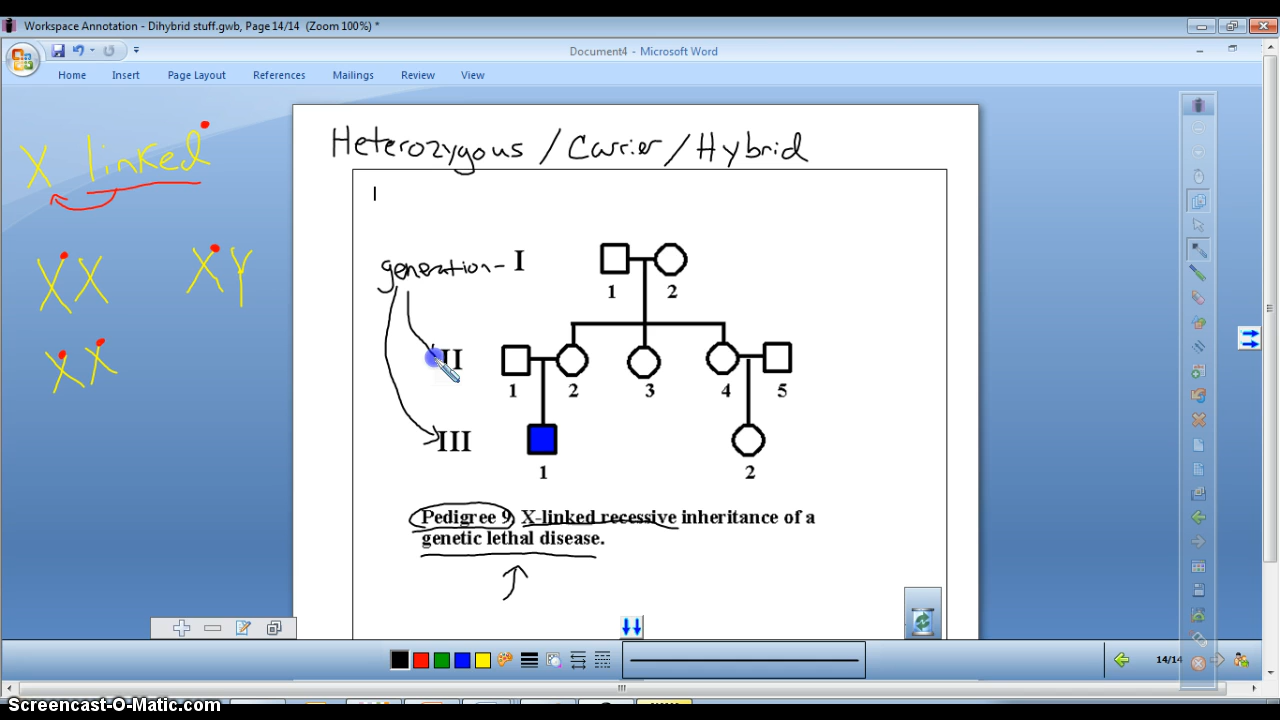 Workspace Annotation - Dihybrid stuff.gwb, Page 14/14 (Zoom 100%) *
Document4 - Microsoft Word
Home Insert Page Layout References Mailings Review View
X linked
XX XY
XX
Heterozygous / Carrier / Hybrid
I
generation - I
1 2
II
1 2 3 4 5
III
1 2
Pedigree 9. X-linked recessive inheritance of a
genetic lethal disease.
14/14
Screencast-O-Matic.com